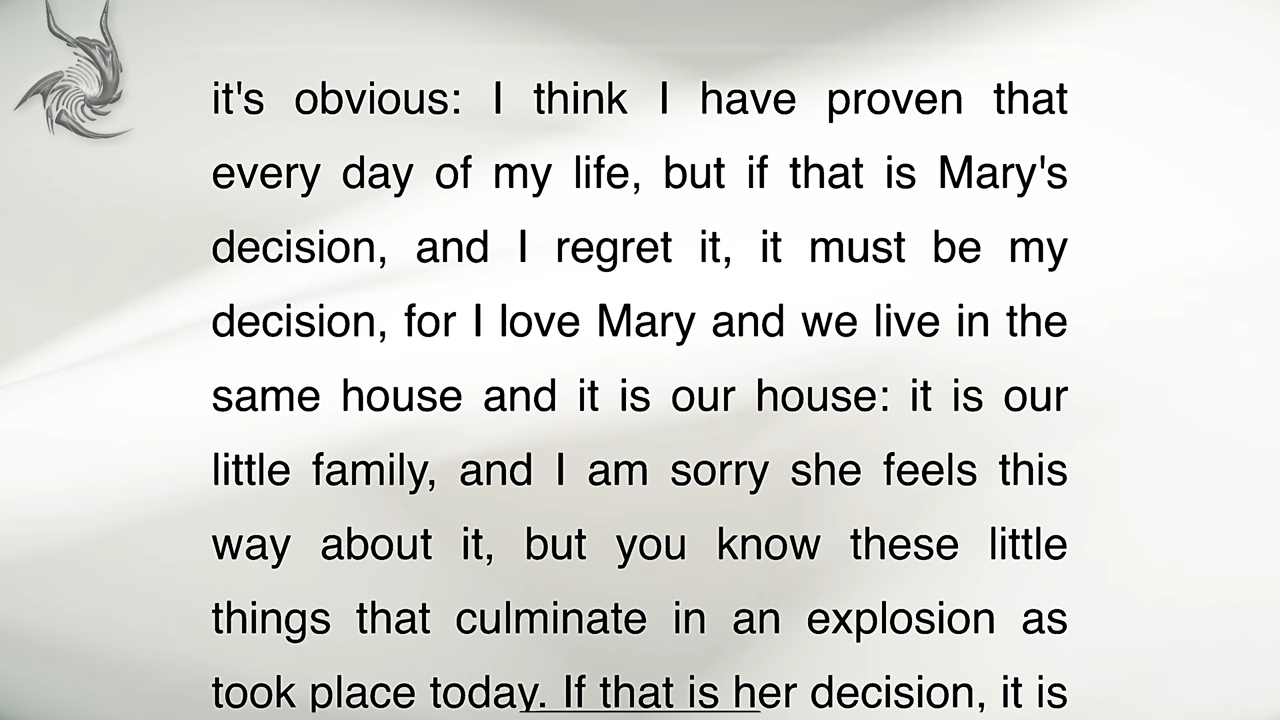 it's obvious: I think I have proven that
every day of my life, but if that is Mary's
decision, and I regret it, it must be my
decision, for I love Mary and we live in the
same house and it is our house: it is our
little family, and I am sorry she feels this
way about it, but you know these little
things that culminate in an explosion as
took place today. If that is her decision, it is